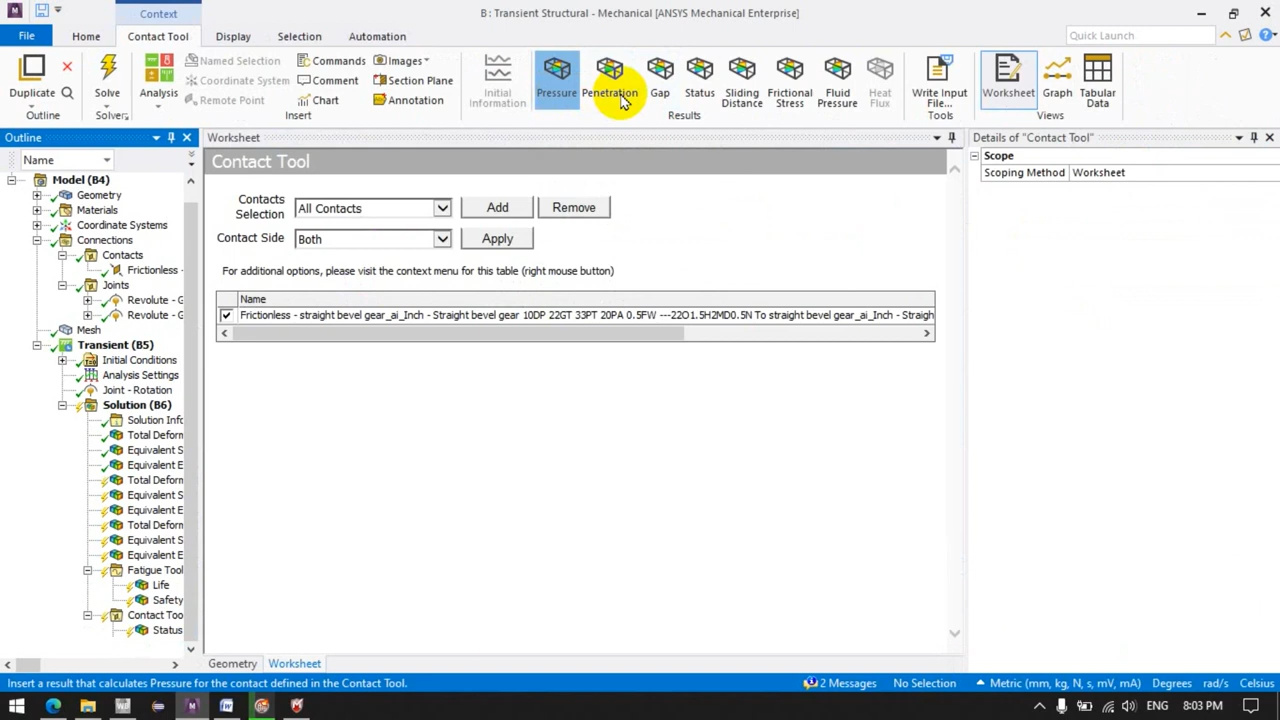 Context
B : Transient Structural - Mechanical [ANSYS Mechanical Enterprise]
File
Home
Contact Tool
Display
Selection
Automation
Quick Launch
Duplicate
Outline
Solve
Solver
Analysis
Named Selection
Coordinate System
Remote Point
Commands
Comment
Chart
Images
Section Plane
Annotation
Insert
Initial Information
Pressure
Penetration
Gap
Status
Sliding Distance
Frictional Stress
Fluid Pressure
Heat Flux
Results
Write Input File...
Tools
Worksheet
Graph
Tabular Data
Views
Outline
Name
Model (B4)
Geometry
Materials
Coordinate Systems
Connections
Contacts
Frictionless -
Joints
Revolute - G
Revolute - G
Mesh
Transient (B5)
Initial Conditions
Analysis Settings
Joint - Rotation
Solution (B6)
Solution Info
Total Deform
Equivalent S
Equivalent E
Total Deform
Equivalent S
Equivalent E
Total Deform
Equivalent S
Equivalent E
Fatigue Tool
Life
Safety
Contact Too
Status
Worksheet
Contact Tool
Contacts Selection
All Contacts
Add
Remove
Contact Side
Both
Apply
For additional options, please visit the context menu for this table (right mouse button)
Name
Frictionless - straight bevel gear_ai_Inch - Straight bevel gear 10DP 22GT 33PT 20PA 0.5FW ---22O1.5H2MD0.5N To straight bevel gear_ai_Inch - Straigh
Geometry
Worksheet
Details of "Contact Tool"
Scope
Scoping Method
Worksheet
Insert a result that calculates Pressure for the contact defined in the Contact Tool.
2 Messages
No Selection
Metric (mm, kg, N, s, mV, mA)
Degrees
rad/s
Celsius
ENG
8:03 PM